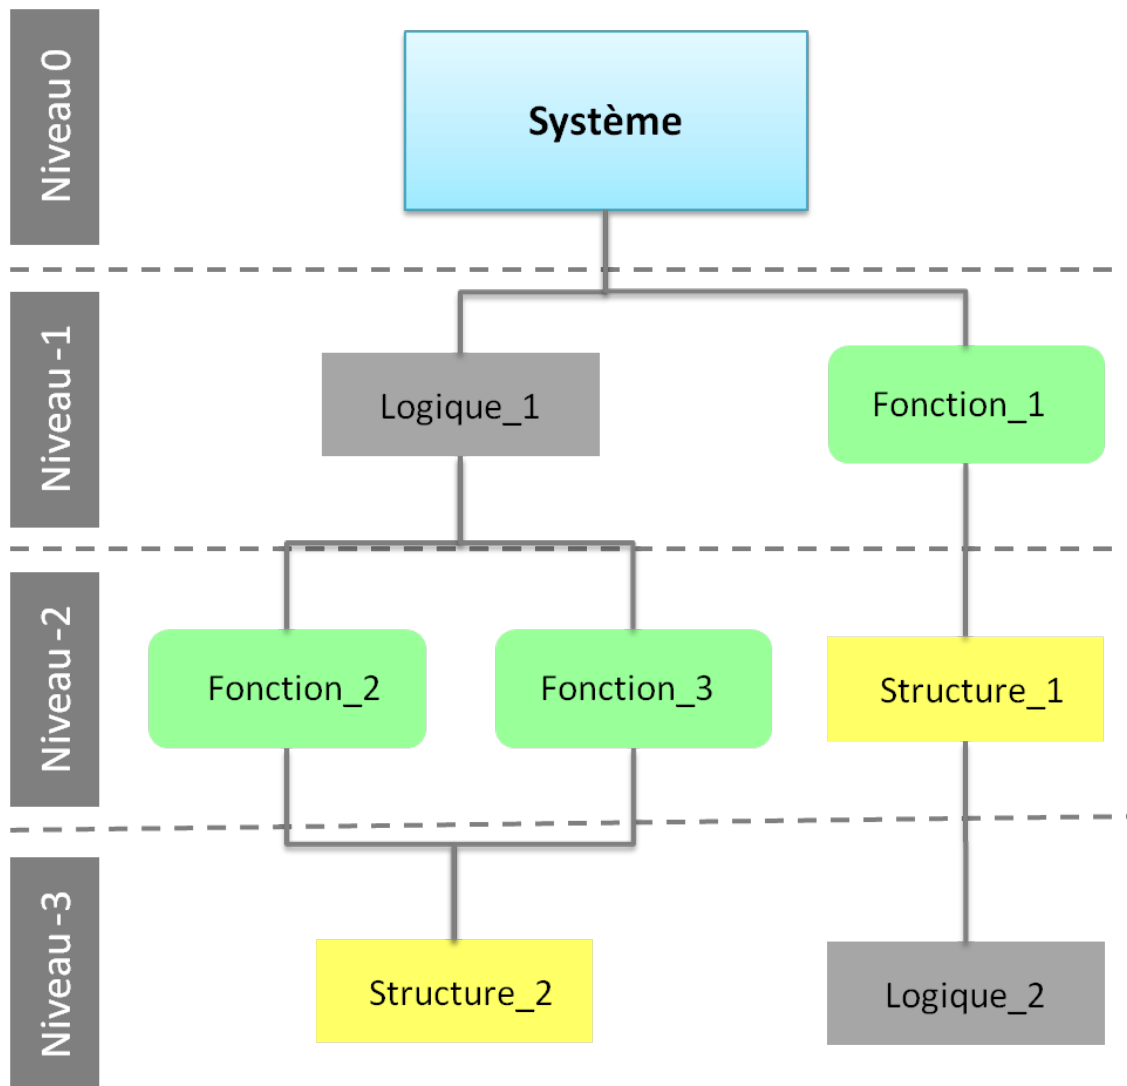 Niveau 0
Système
Niveau -1
Logique_1
Fonction_1
Niveau -2
Fonction_2
Fonction_3
Structure_1
Niveau -3
Structure_2
Logique_2